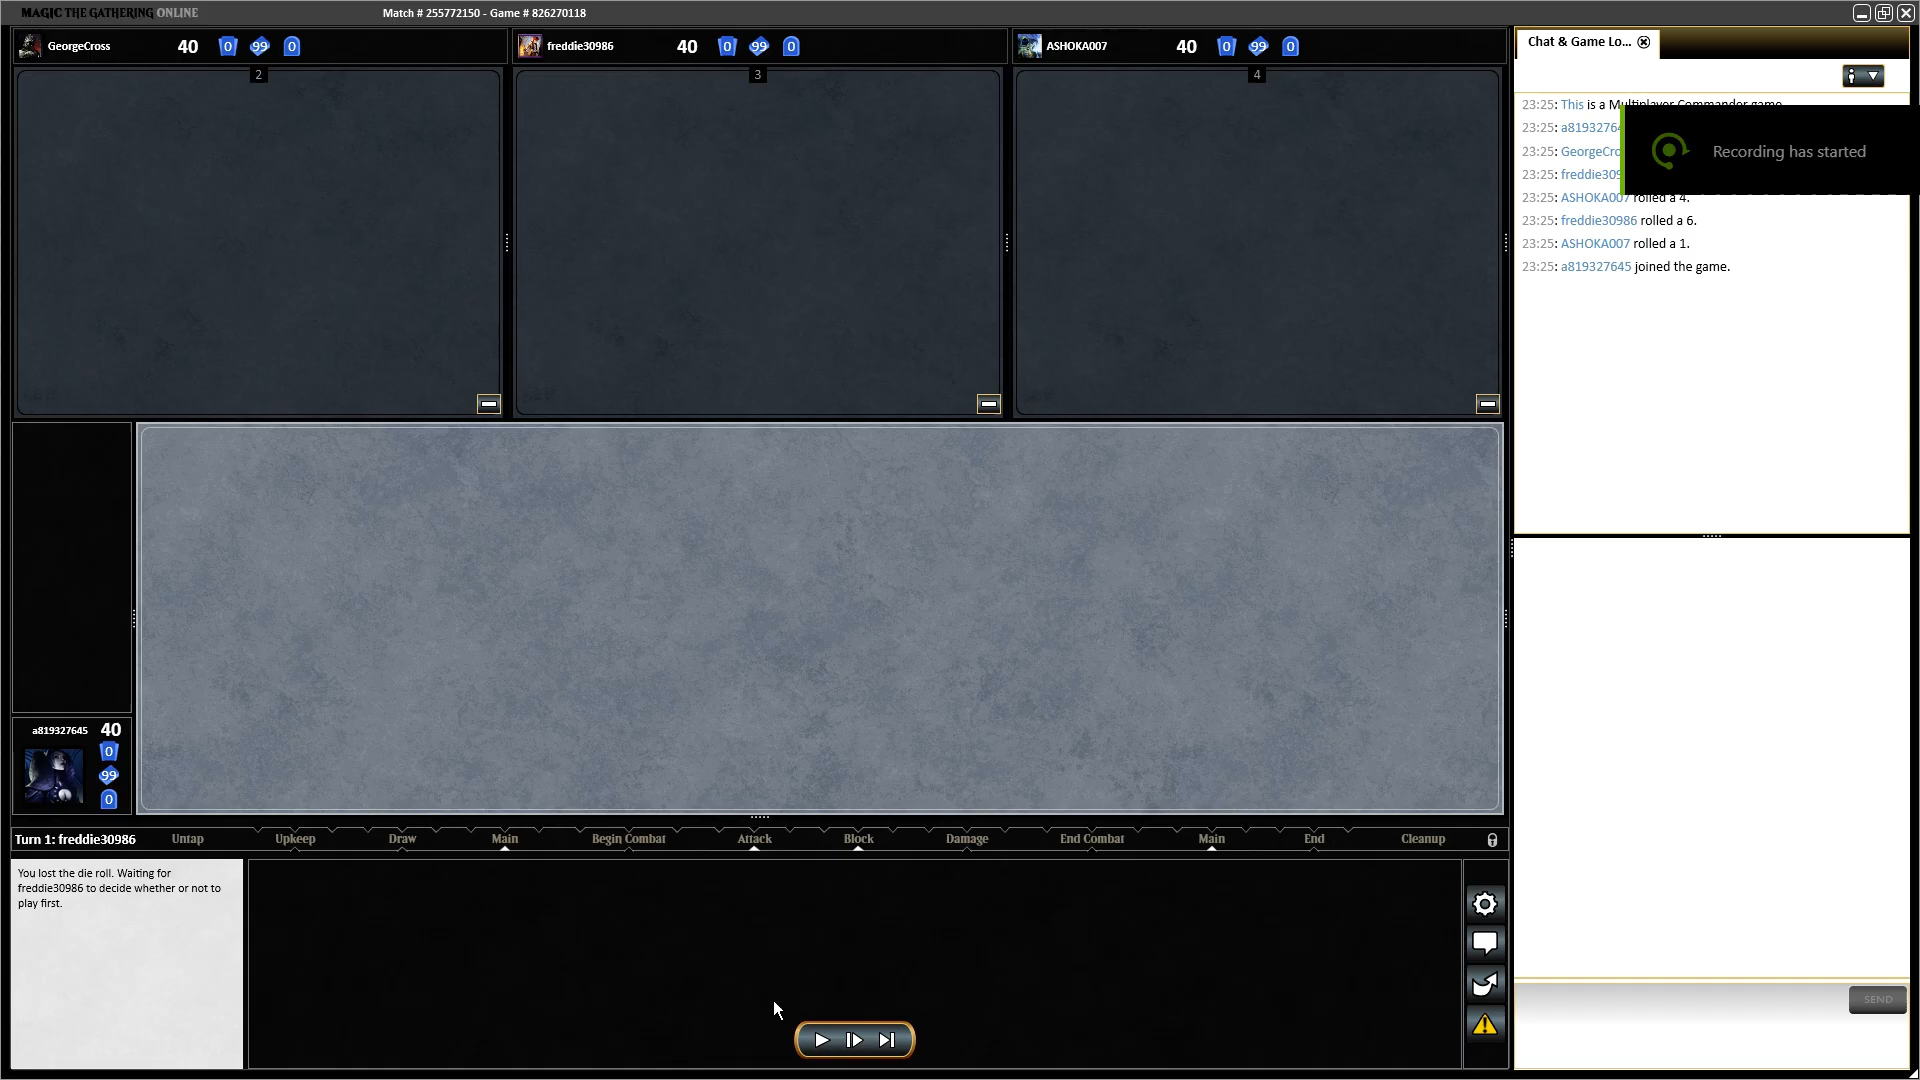 MAGIC THE GATHERING ONLINE
Match # 255772150 - Game # 826270118
GeorgeCross 40 0 99 0
freddie30986 40 0 99 0
ASHOKA007 40 0 99 0
2
3
4
Chat & Game Lo...
23:25: This is a Multiplayer Commander game.
23:25: a81932764
23:25: GeorgeCro
23:25: freddie309
Recording has started
23:25: ASHOKA007 rolled a 4.
23:25: freddie30986 rolled a 6.
23:25: ASHOKA007 rolled a 1.
23:25: a819327645 joined the game.
a819327645 40
0
99
0
Turn 1: freddie30986 Untap Upkeep Draw Main Begin Combat Attack Block Damage End Combat Main End Cleanup
You lost the die roll. Waiting for
freddie30986 to decide whether or not to
play first.
SEND